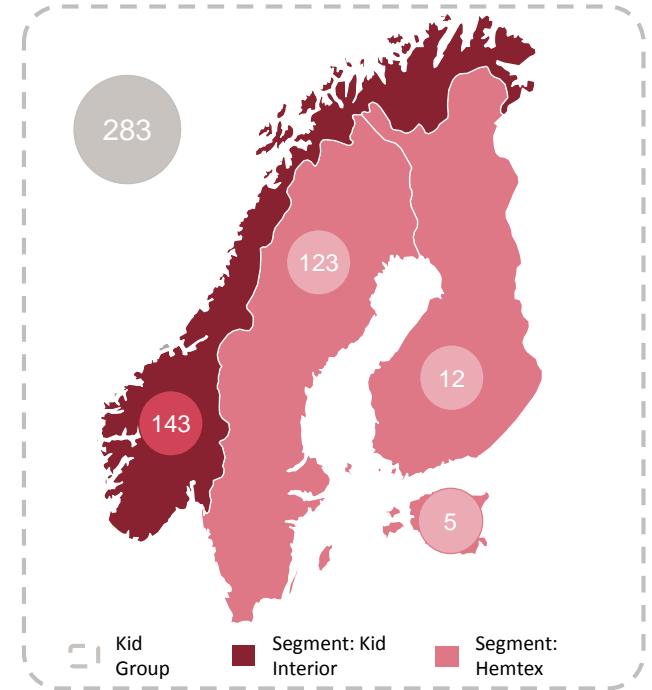 283
123
12
143
5
Kid
Group
Segment: Kid
Interior
Segment:
Hemtex